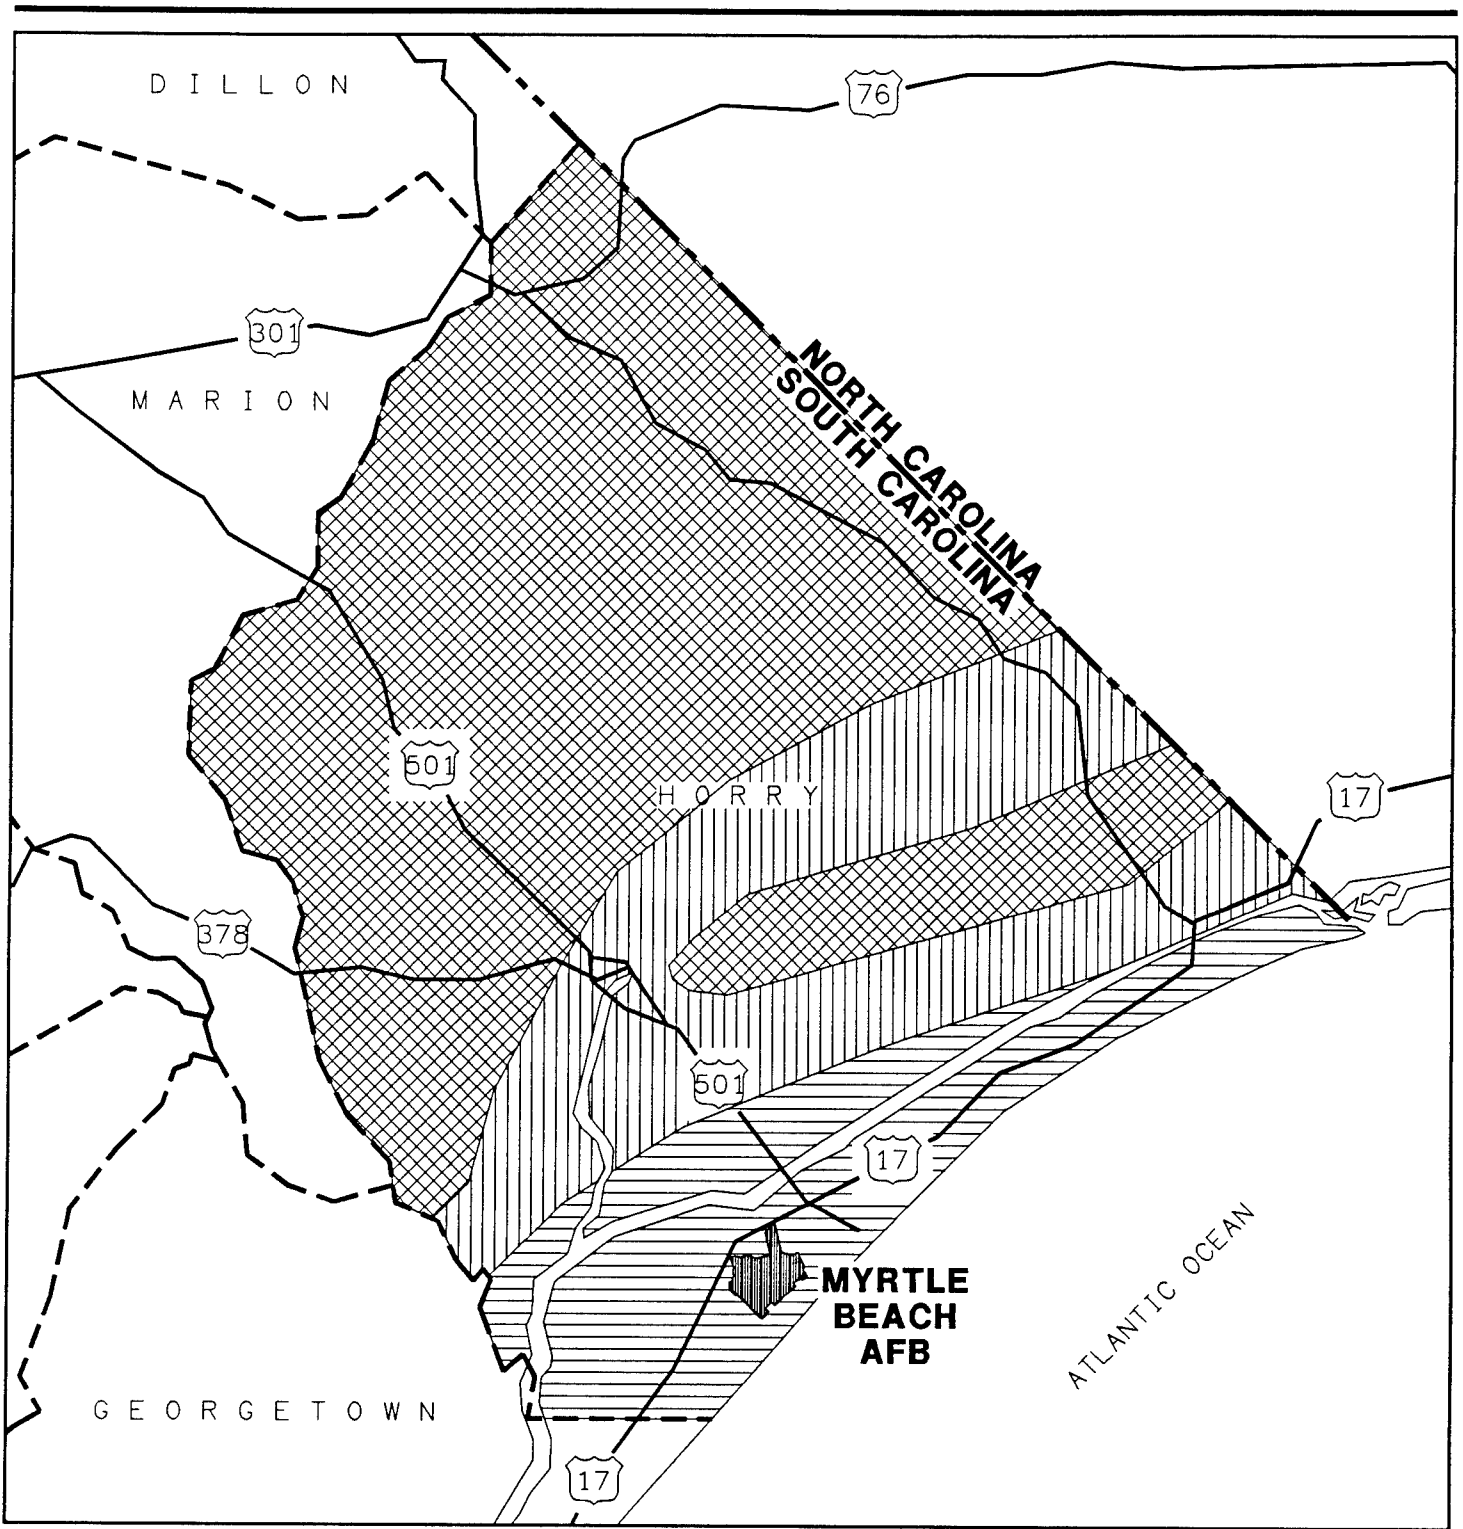 DILLON
76
301
MARION
NORTH CAROLINA
SOUTH CAROLINA
501
HORRY
17
378
501
17
MYRTLE
BEACH
AFB
ATLANTIC OCEAN
GEORGETOWN
17